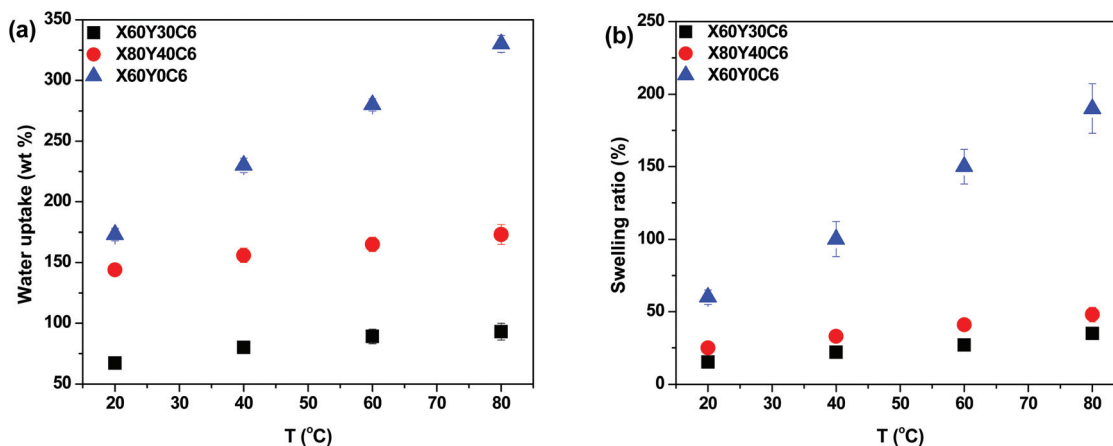 (a)
X60Y30C6
X80Y40C6
X60Y0C6
Water uptake (wt %)
350
300
250
200
150
100
50
20 30 40 50 60 70 80
T (°C)
(b)
X60Y30C6
X80Y40C6
X60Y0C6
Swelling ratio (%)
250
200
150
100
50
0
20 30 40 50 60 70 80
T (°C)